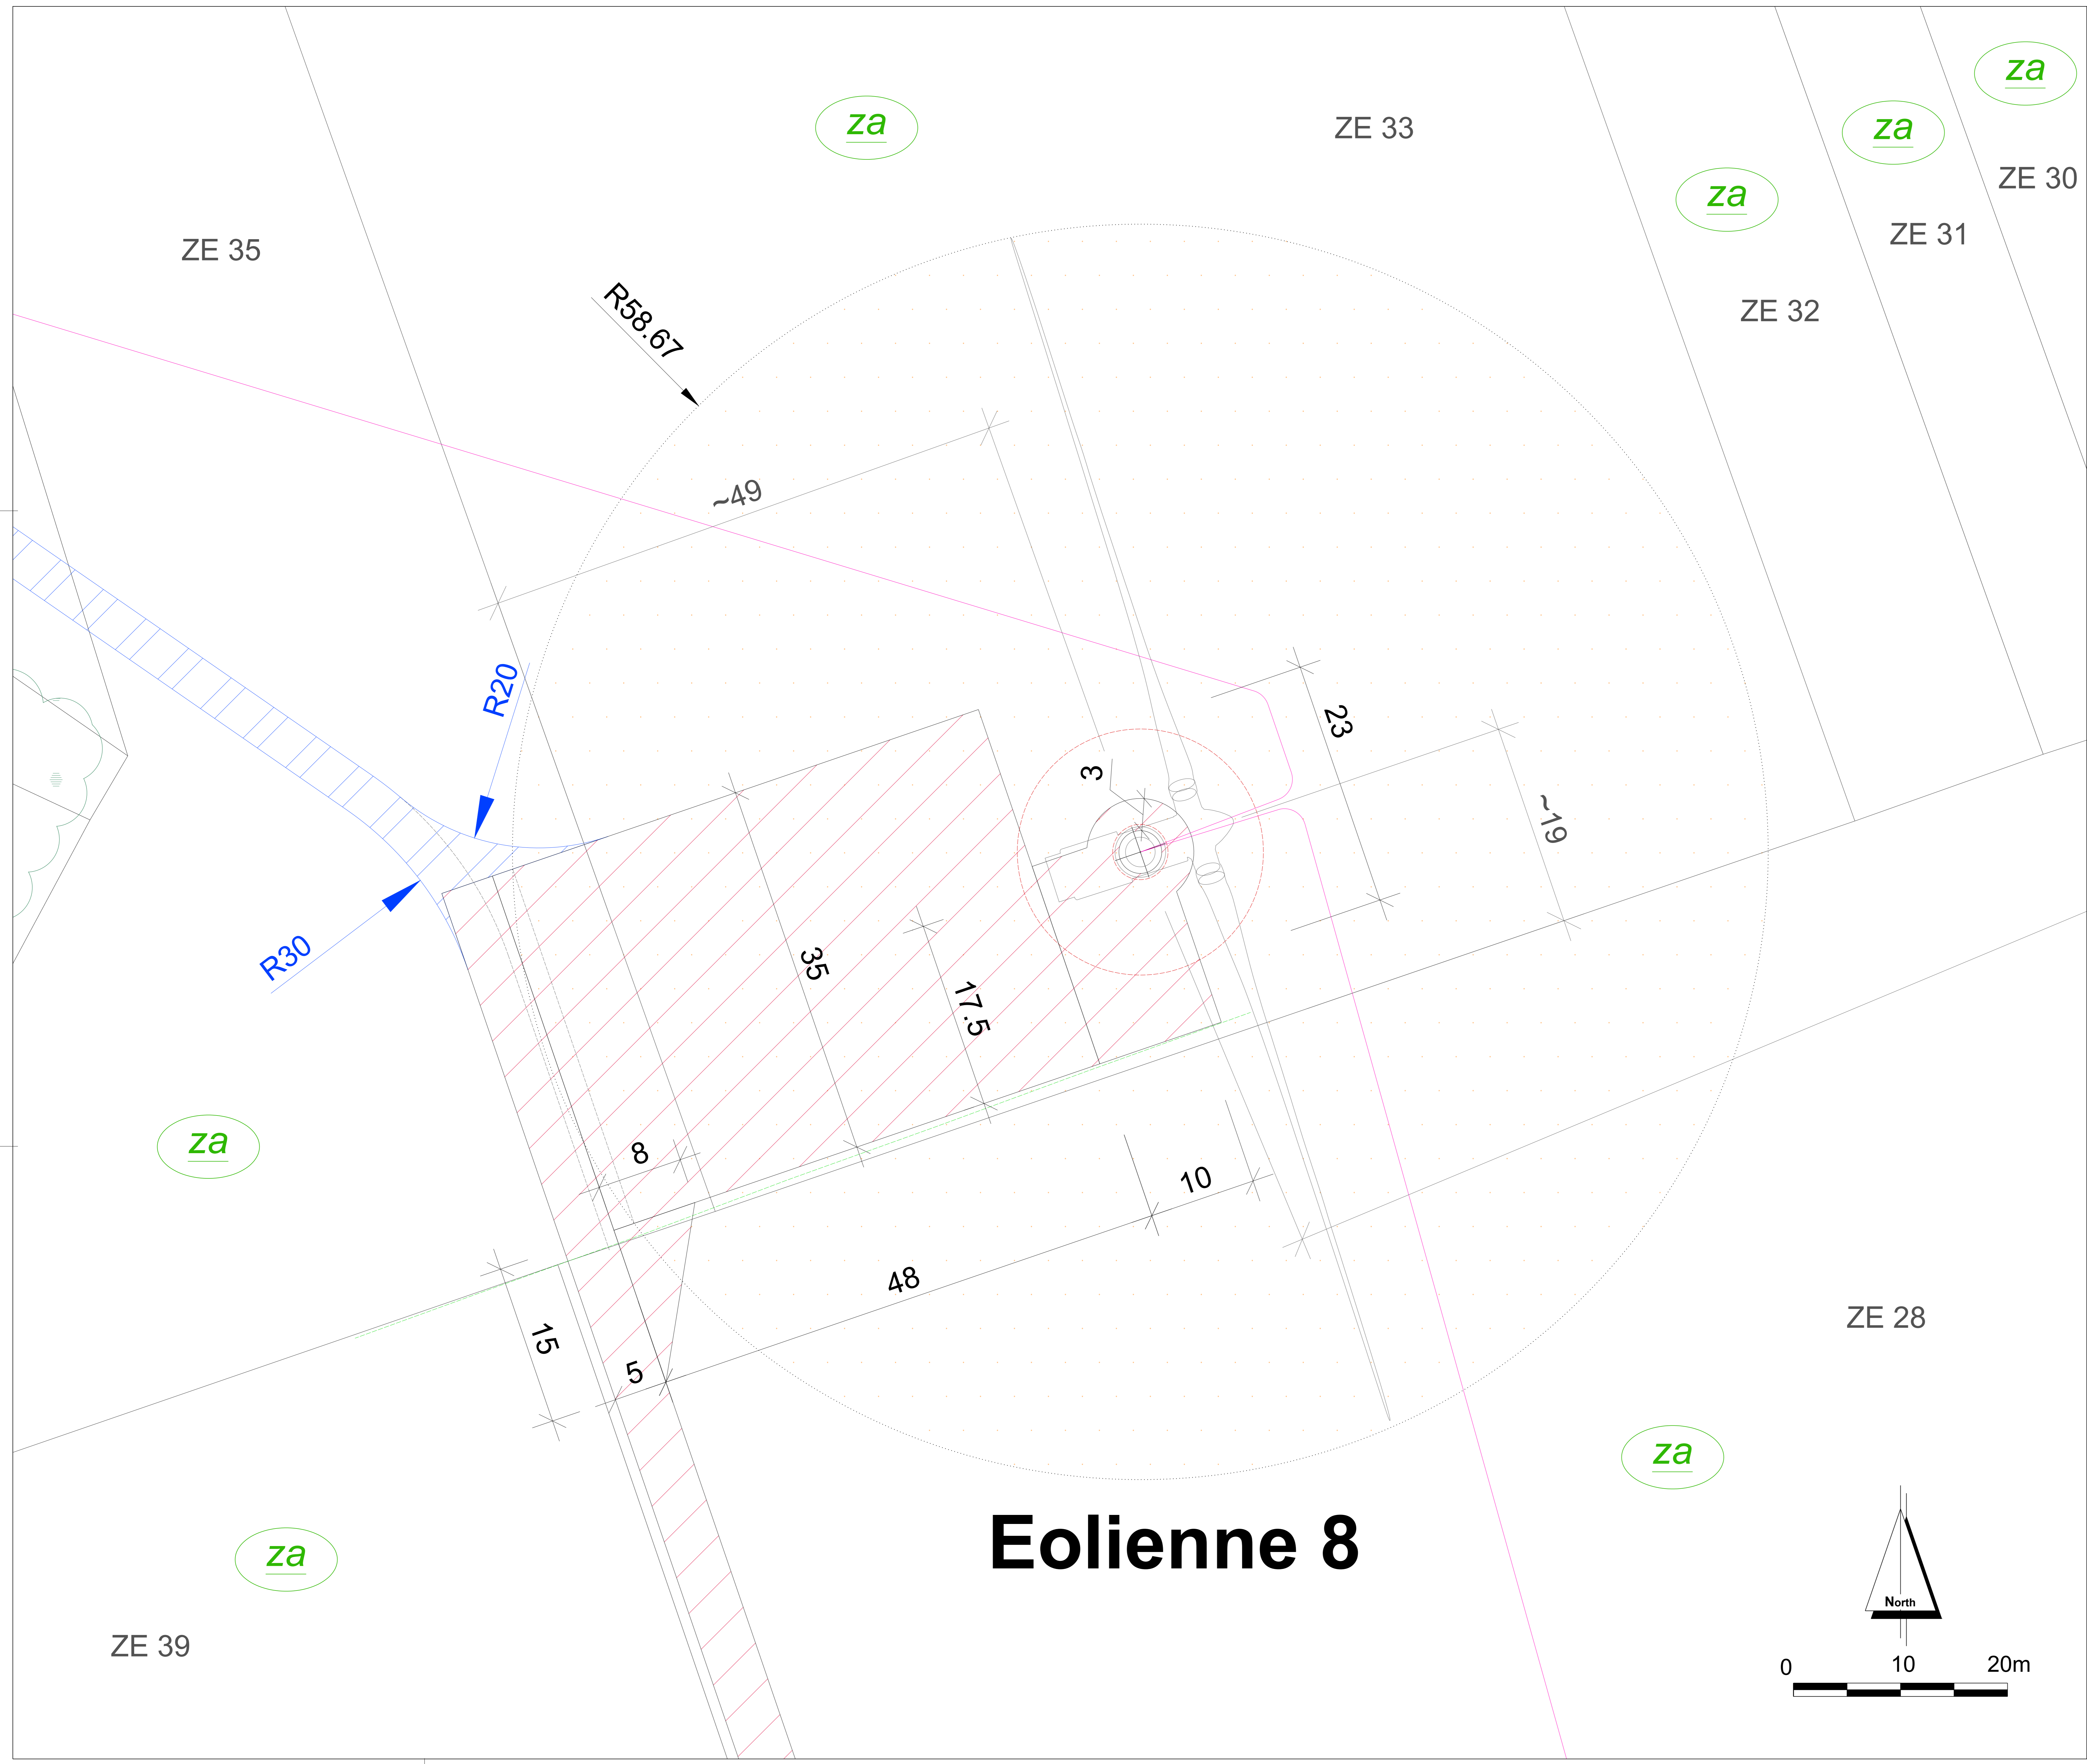 za
za
za
ZE 33
ZE 30
za
ZE 31
ZE 35
ZE 32
R58.67
~49
R20
23
3
~19
R30
35
17.5
za
8
10
48
15
5
ZE 28
za
Eolienne 8
za
North
ZE 39
0 10 20m